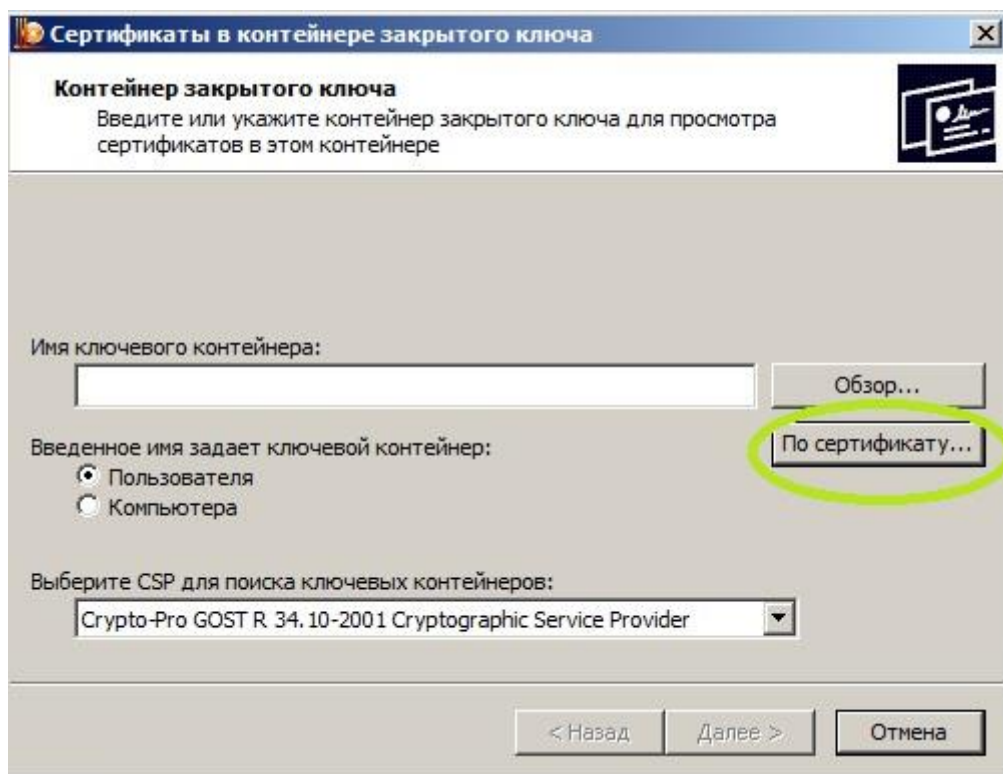 Сертификаты в контейнере закрытого ключа
Контейнер закрытого ключа
Введите или укажите контейнер закрытого ключа для просмотра
сертификатов в этом контейнере
Имя ключевого контейнера:
Обзор...
Введенное имя задает ключевой контейнер:
По сертификату...
Пользователя
Компьютера
Выберите CSP для поиска ключевых контейнеров:
Crypto-Pro GOST R 34.10-2001 Cryptographic Service Provider
< Назад
Далее >
Отмена